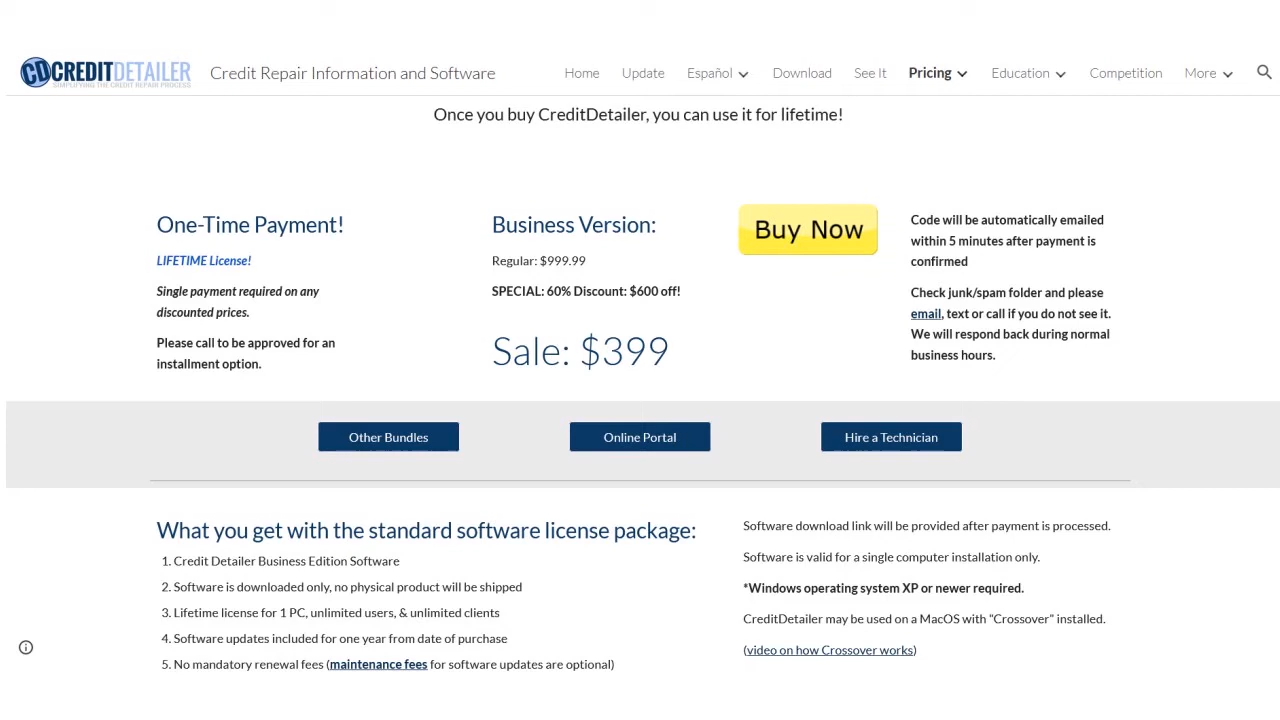 CD CREDITDETAILER
SIMPLIFYING THE CREDIT REPAIR PROCESS
Credit Repair Information and Software
Home Update Español Download See It Pricing Education Competition More
Once you buy CreditDetailer, you can use it for lifetime!
One-Time Payment!
LIFETIME License!
Single payment required on any
discounted prices.
Please call to be approved for an
installment option.
Business Version:
Regular: $999.99
SPECIAL: 60% Discount: $600 off!
Sale: $399
Buy Now
Code will be automatically emailed
within 5 minutes after payment is
confirmed
Check junk/spam folder and please
email, text or call if you do not see it.
We will respond back during normal
business hours.
Other Bundles
Online Portal
Hire a Technician
What you get with the standard software license package:
1. Credit Detailer Business Edition Software
2. Software is downloaded only, no physical product will be shipped
3. Lifetime license for 1 PC, unlimited users, & unlimited clients
4. Software updates included for one year from date of purchase
5. No mandatory renewal fees (maintenance fees for software updates are optional)
Software download link will be provided after payment is processed.
Software is valid for a single computer installation only.
*Windows operating system XP or newer required.
CreditDetailer may be used on a MacOS with "Crossover" installed.
(video on how Crossover works)